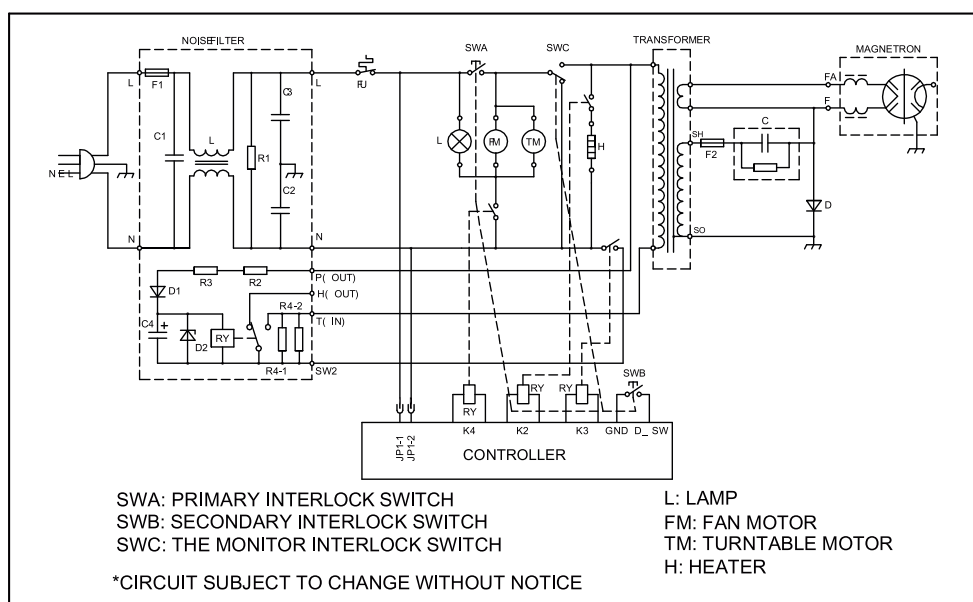 NOISE FILTER
SWA
SWC
TRANSFORMER
MAGNETRON
L
F1
L
FU
FA
F
C3
C1
L
R1
L
FM
TM
H
SH
C
F2
N E L
C2
D
N
N
SO
R3
R2
P( OUT)
D1
H( OUT)
R4-2
T( IN)
C4
+
D2
RY
R4-1
SW2
SWB
RY
RY
RY
JP1-1
JP1-2
K4
K2
K3
GND
D_ SW
CONTROLLER
SWA: PRIMARY INTERLOCK SWITCH
SWB: SECONDARY INTERLOCK SWITCH
SWC: THE MONITOR INTERLOCK SWITCH
*CIRCUIT SUBJECT TO CHANGE WITHOUT NOTICE
L: LAMP
FM: FAN MOTOR
TM: TURNTABLE MOTOR
H: HEATER